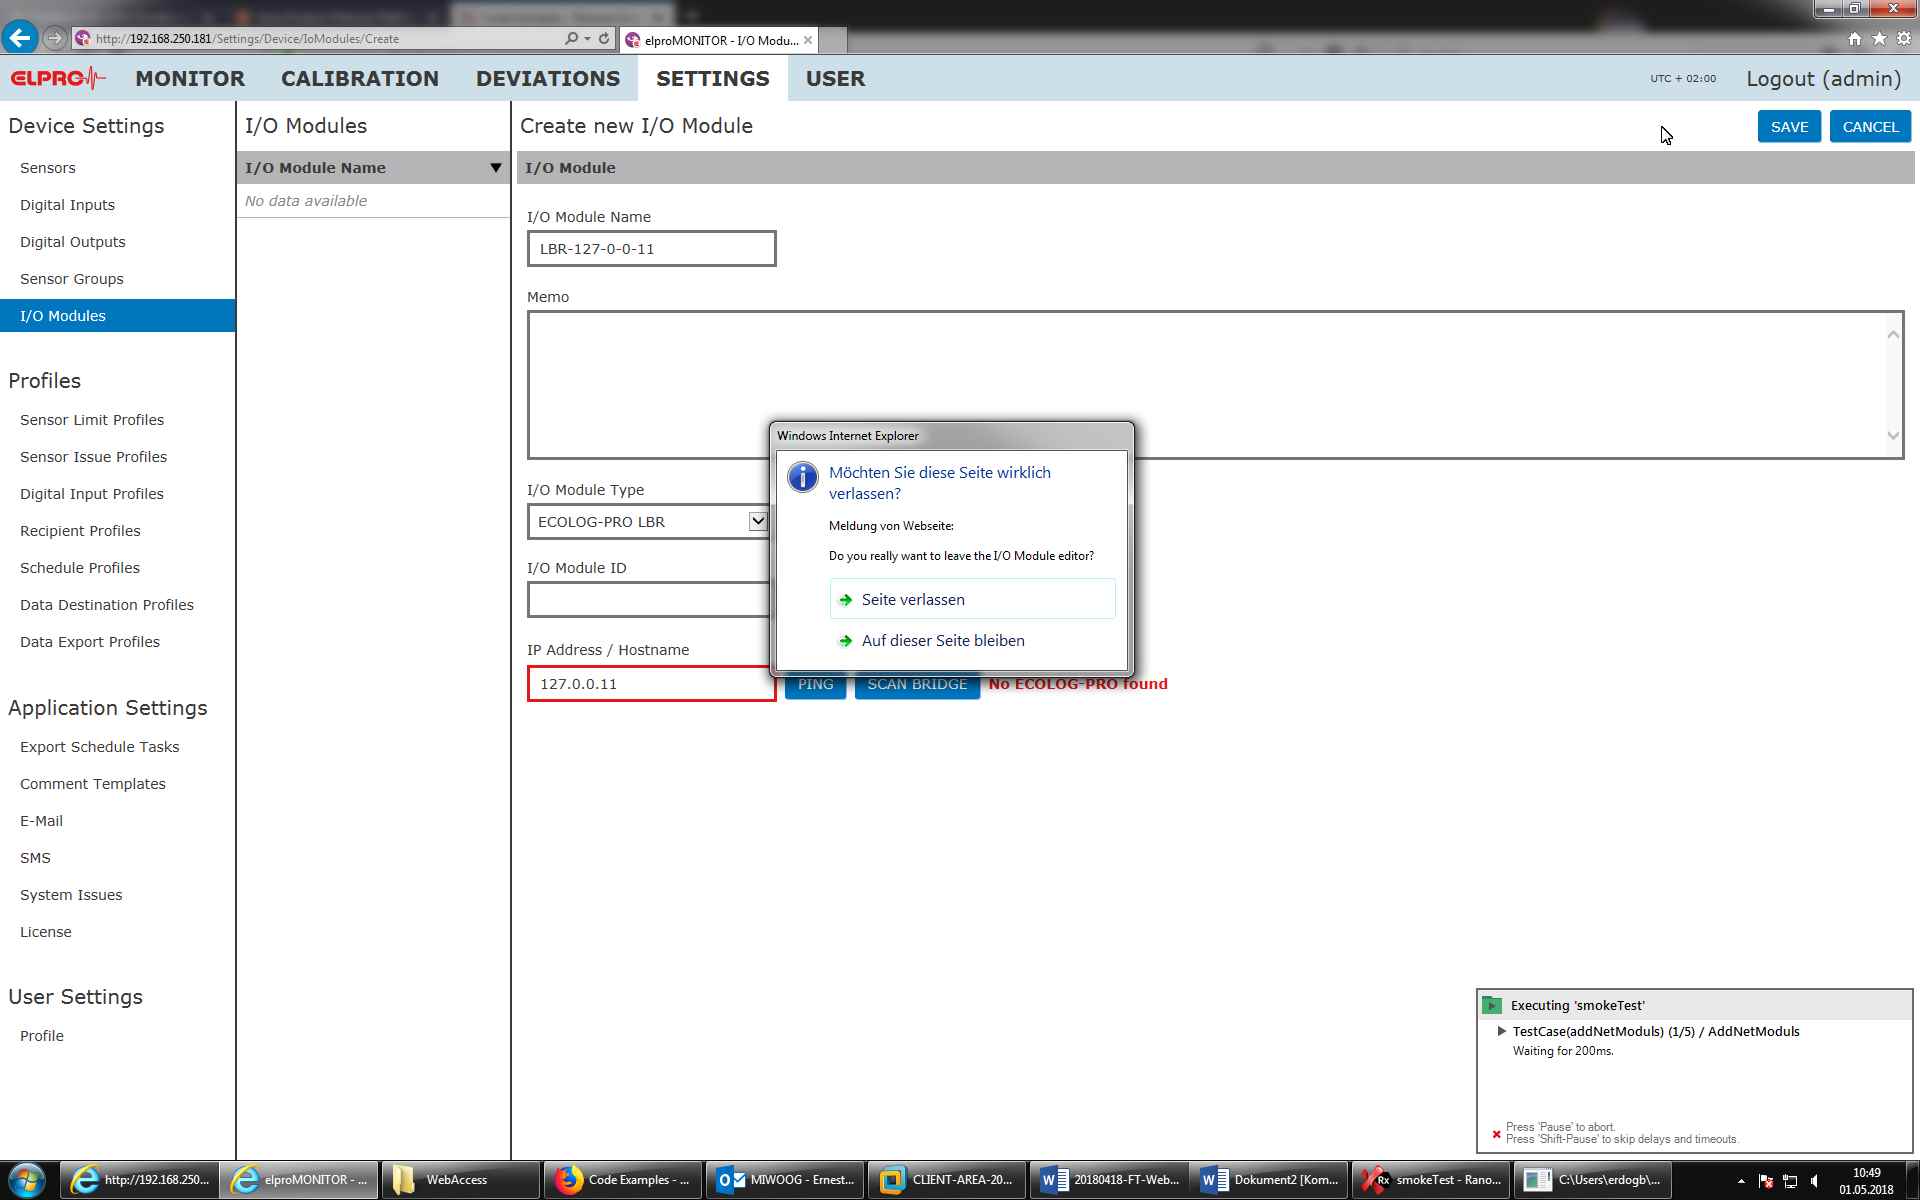 http://192.168.250.181/Settings/Device/IoModules/Create
elproMONITOR - I/O Modu...
ELPRO
MONITOR
CALIBRATION
DEVIATIONS
SETTINGS
USER
UTC + 02:00
Logout (admin)
Device Settings
Sensors
Digital Inputs
Digital Outputs
Sensor Groups
I/O Modules
Profiles
Sensor Limit Profiles
Sensor Issue Profiles
Digital Input Profiles
Recipient Profiles
Schedule Profiles
Data Destination Profiles
Data Export Profiles
Application Settings
Export Schedule Tasks
Comment Templates
E-Mail
SMS
System Issues
License
User Settings
Profile
I/O Modules
I/O Module Name
No data available
Create new I/O Module
SAVE
CANCEL
I/O Module
I/O Module Name
LBR-127-0-0-11
Memo
I/O Module Type
ECOLOG-PRO LBR
I/O Module ID
IP Address / Hostname
127.0.0.11
PING
SCAN BRIDGE
No ECOLOG-PRO found
Windows Internet Explorer
Möchten Sie diese Seite wirklich
verlassen?
Meldung von Webseite:
Do you really want to leave the I/O Module editor?
Seite verlassen
Auf dieser Seite bleiben
Executing 'smokeTest'
TestCase(addNetModuls) (1/5) / AddNetModuls
Waiting for 200ms.
Press 'Pause' to abort.
Press 'Shift-Pause' to skip delays and timeouts.
http://192.168.250...
elproMONITOR - ...
WebAccess
Code Examples - ...
MIWOOG - Ernest...
CLIENT-AREA-20...
20180418-FT-Web...
Dokument2 [Kom...
smokeTest - Rano...
C:\Users\erdogb\...
10:49
01.05.2018